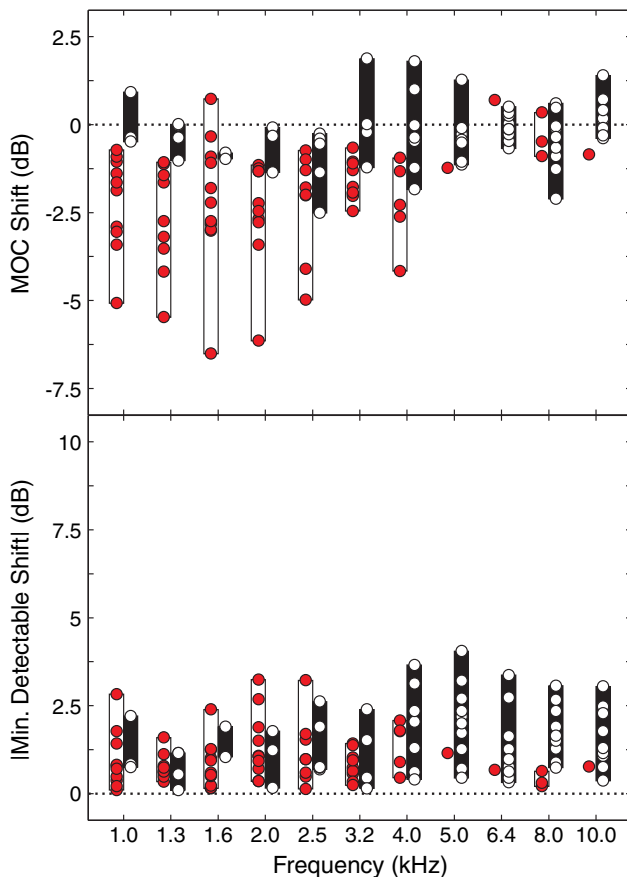 2.5
0
-2.5
-5
-7.5
MOC Shift (dB)
10
7.5
5
2.5
0
|Min. Detectable Shift| (dB)
1.0 1.3 1.6 2.0 2.5 3.2 4.0 5.0 6.4 8.0 10.0
Frequency (kHz)